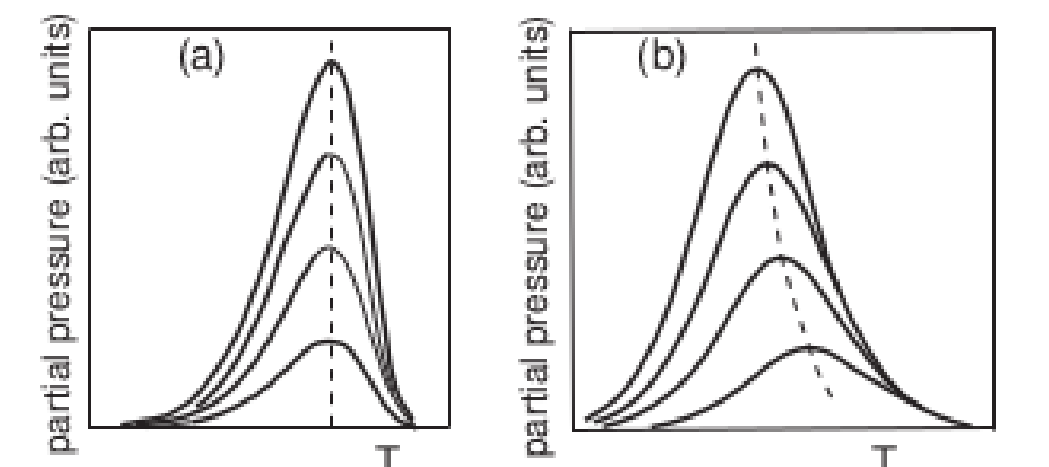 partial pressure (arb. units)
(a)
T
partial pressure (arb. units)
(b)
T